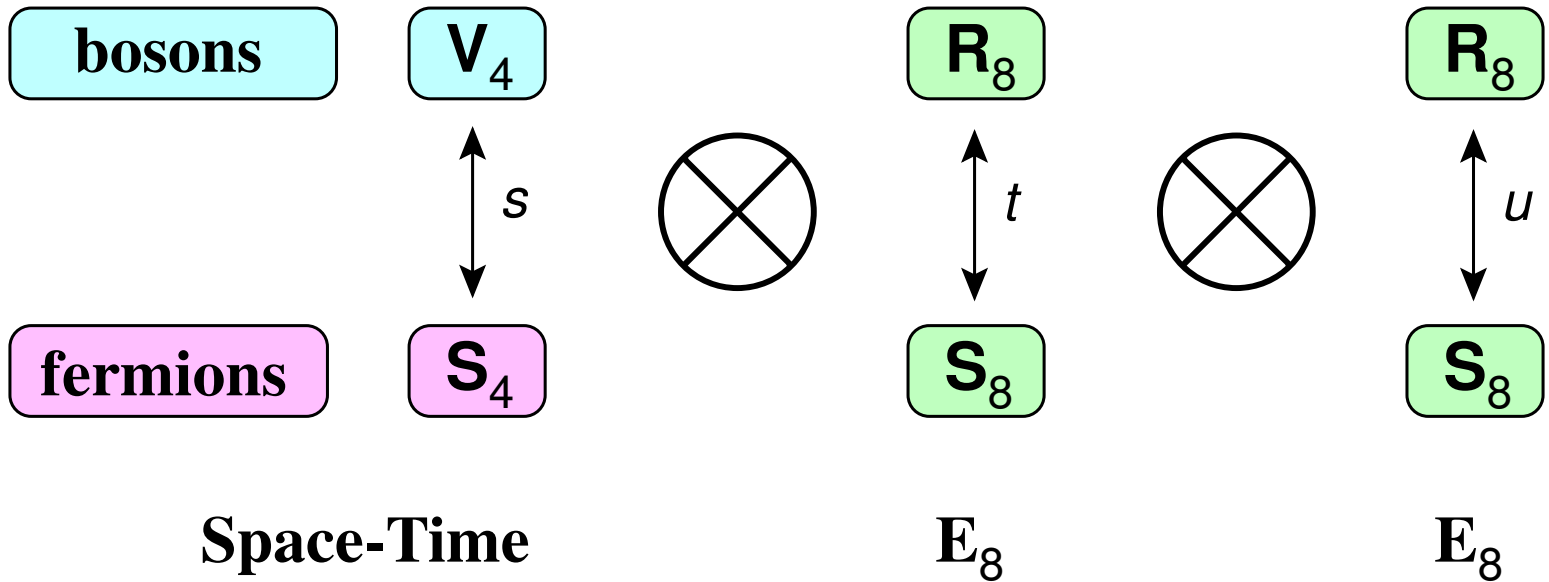 bosons V₄ R₈ R₈
s t u
fermions S₄ S₈ S₈
Space-Time E₈ E₈